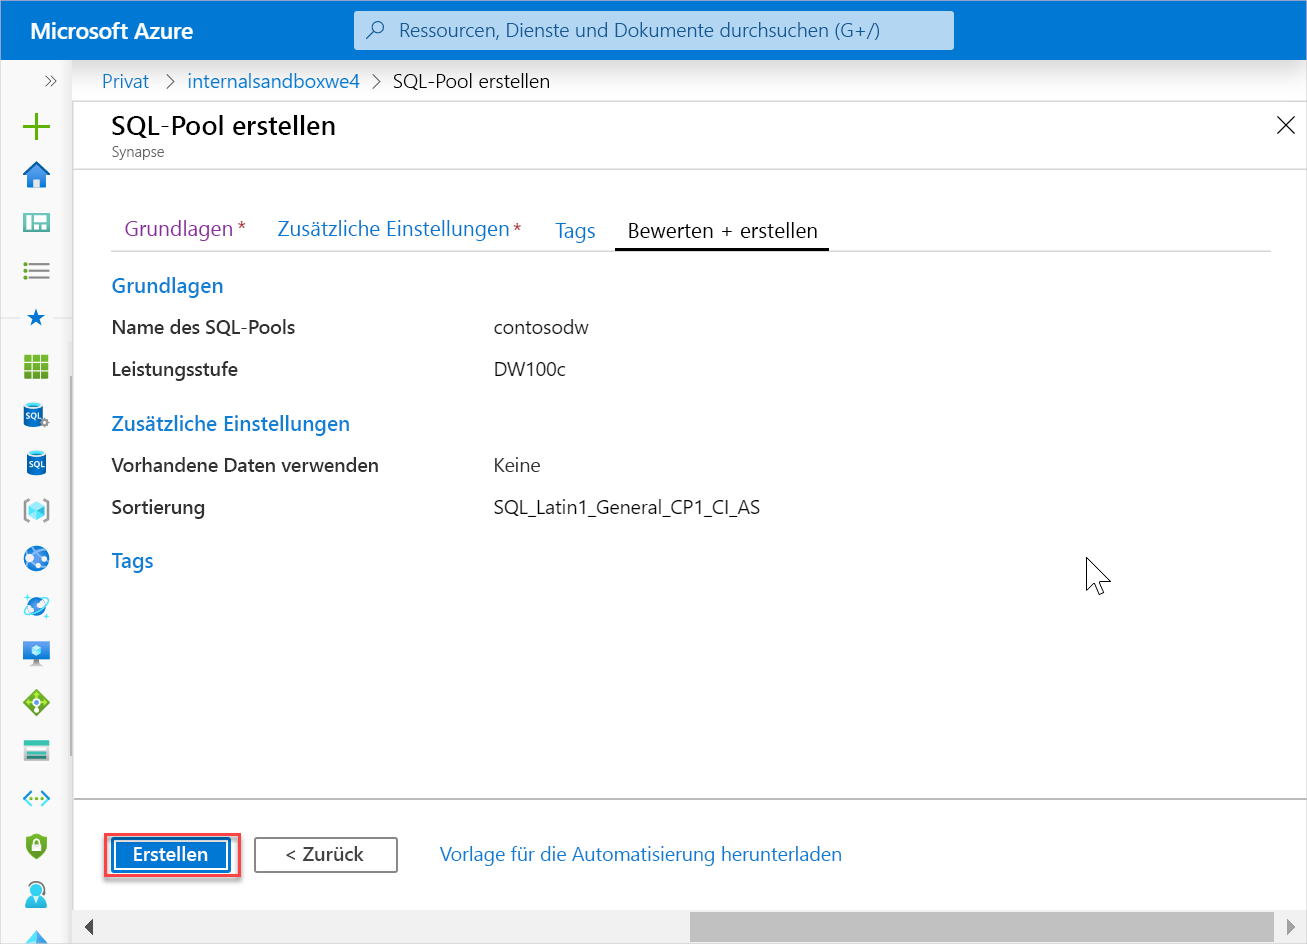 Microsoft Azure
Ressourcen, Dienste und Dokumente durchsuchen (G+/)
Privat > internalsandboxwe4 > SQL-Pool erstellen
SQL-Pool erstellen
Synapse
Grundlagen * Zusätzliche Einstellungen * Tags Bewerten + erstellen
Grundlagen
Name des SQL-Pools contosodw
Leistungsstufe DW100c
Zusätzliche Einstellungen
Vorhandene Daten verwenden Keine
Sortierung SQL_Latin1_General_CP1_CI_AS
Tags
Erstellen < Zurück Vorlage für die Automatisierung herunterladen
SQL
SQL